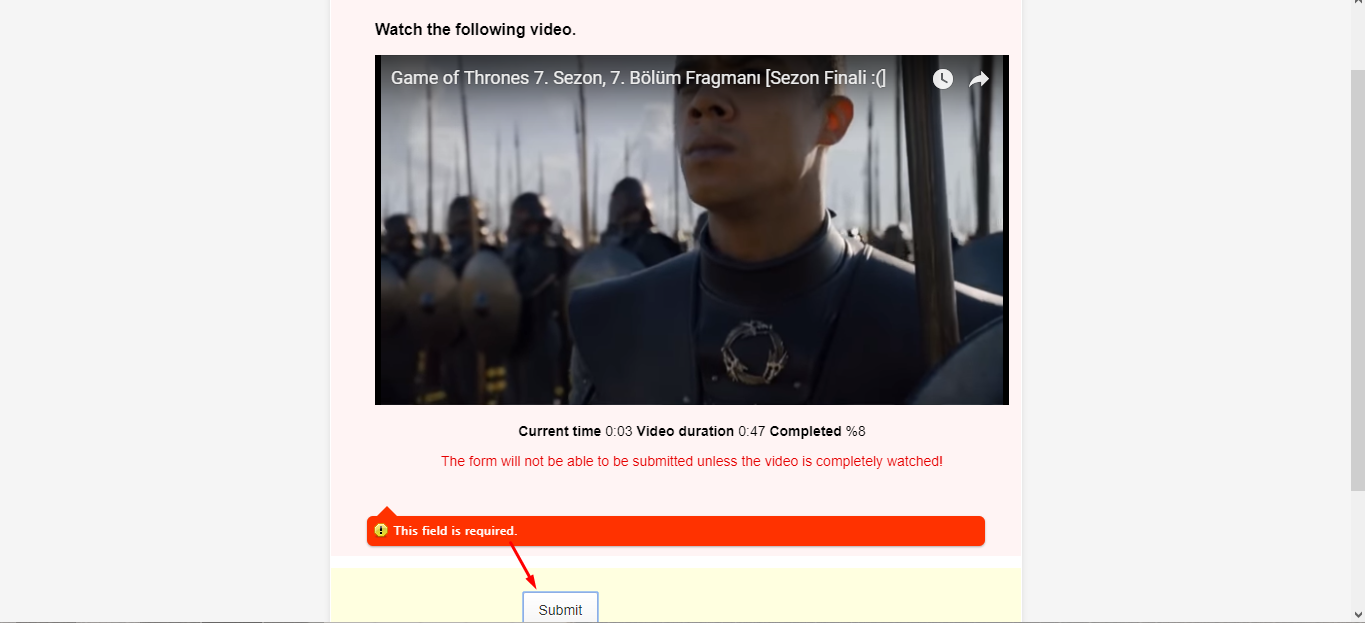 Watch the following video.
Game of Thrones 7. Sezon, 7. Bölüm Fragmanı [Sezon Finali :(]
Current time 0:03 Video duration 0:47 Completed %8
The form will not be able to be submitted unless the video is completely watched!
This field is required.
Submit